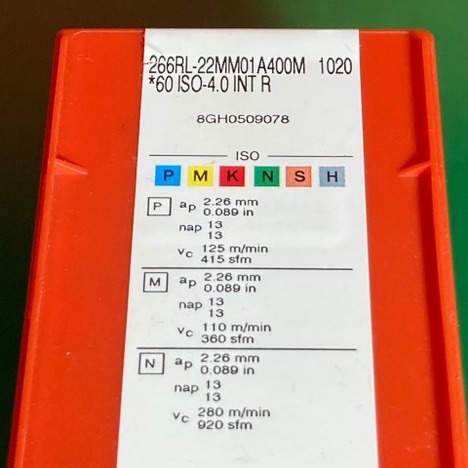 266RL-22MM01A400M 1020
*60 ISO-4.0 INT R
8GH0509078
ISO
P M K N S H
P ap 2.26 mm
0.089 in
nap 13
13
vc 125 m/min
415 sfm
M ap 2.26 mm
0.089 in
nap 13
13
vc 110 m/min
360 sfm
N ap 2.26 mm
0.089 in
nap 13
13
vc 280 m/min
920 sfm